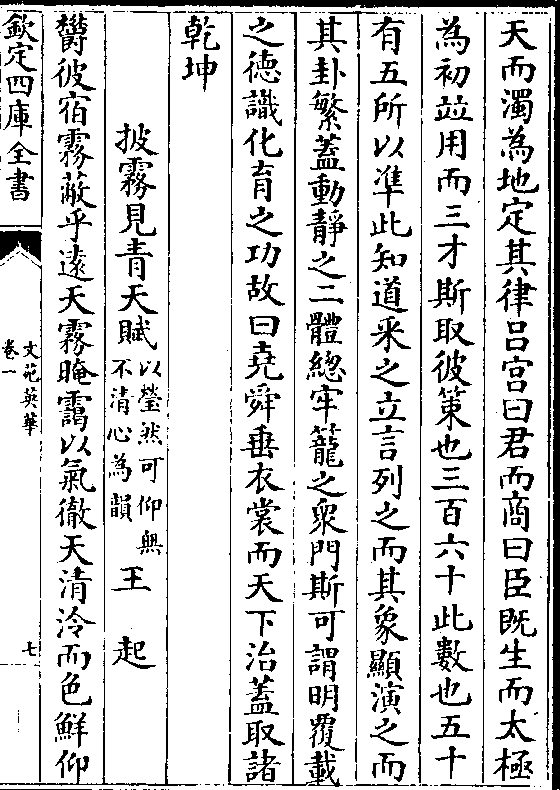 天而濁為地定其律呂宮曰君而商曰臣既生而太極
為初竝用而三才斯取彼策也三百六十此數也五十
有五所以準此知道采之立言列之而其象顯演之而
其卦繁蓋動靜之二體總牢籠之衆門斯可謂明覆載
之德識化育之功故曰堯舜垂衣裳而天下治蓋取諸
乾坤
披霧見青天賦以瑩然可仰無不清心為韻 王起
欝彼宿霧蔽乎遠天霧晻靄以氣徹天清泠而色鮮仰
欽定四庫全書
文苑英華
卷一
七